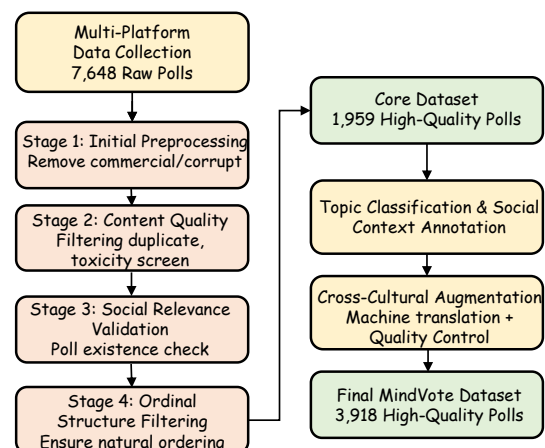 Multi-Platform
Data Collection
7,648 Raw Polls
Stage 1: Initial Preprocessing
Remove commercial/corrupt
Stage 2: Content Quality
Filtering duplicate,
toxicity screen
Stage 3: Social Relevance
Validation
Poll existence check
Stage 4: Ordinal
Structure Filtering
Ensure natural ordering
Core Dataset
1,959 High-Quality Polls
Topic Classification & Social
Context Annotation
Cross-Cultural Augmentation
Machine translation +
Quality Control
Final MindVote Dataset
3,918 High-Quality Polls